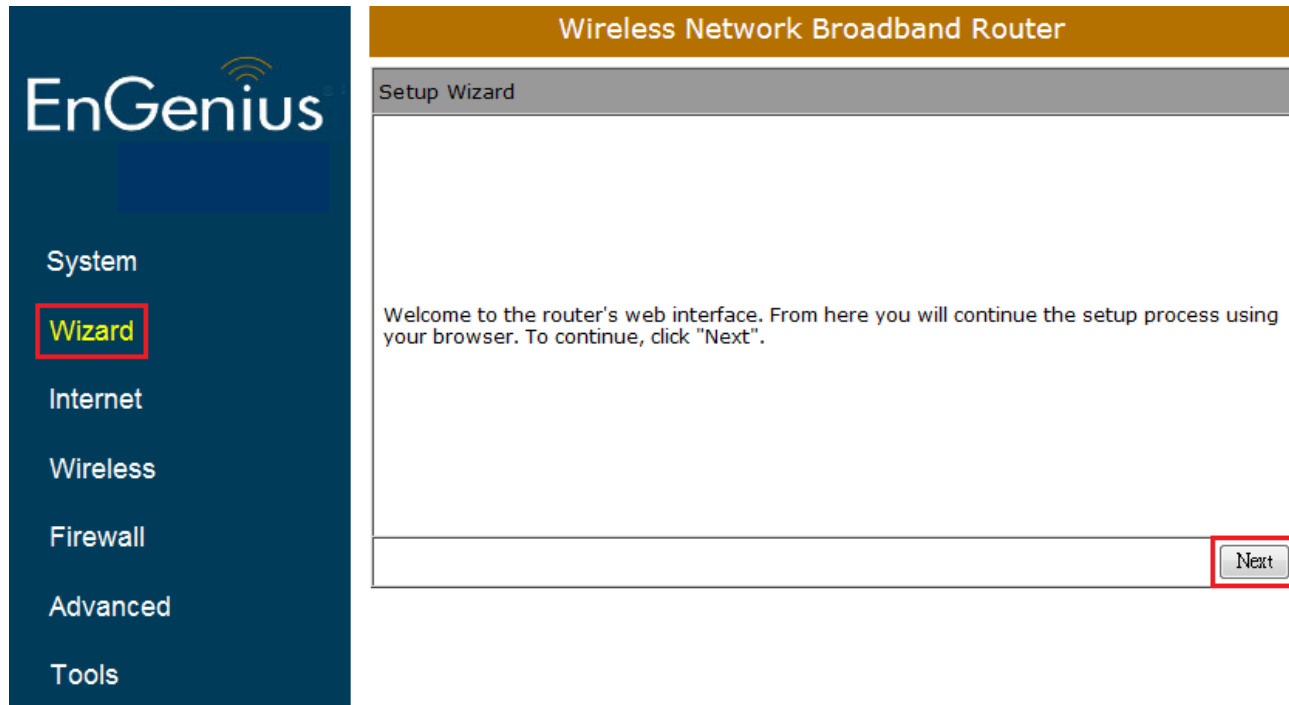 Wireless Network Broadband Router
EnGenius
Setup Wizard
System
Wizard
Internet
Wireless
Firewall
Advanced
Tools
Welcome to the router's web interface. From here you will continue the setup process using
your browser. To continue, click "Next".
Next